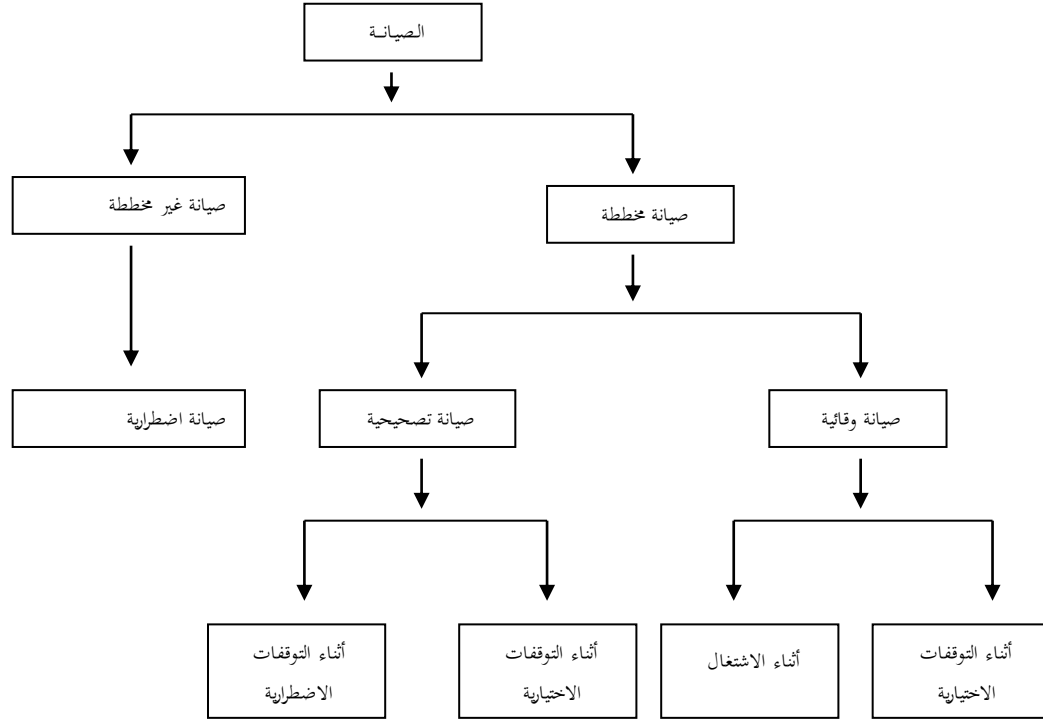 الصيانة
صيانة مخططة
صيانة غير مخططة
صيانة وقائية
صيانة تصحيحية
صيانة اضطرارية
أثناء التوقفات
الاختيارية
أثناء الاشتغال
أثناء التوقفات
الاختيارية
أثناء التوقفات
الاضطرارية